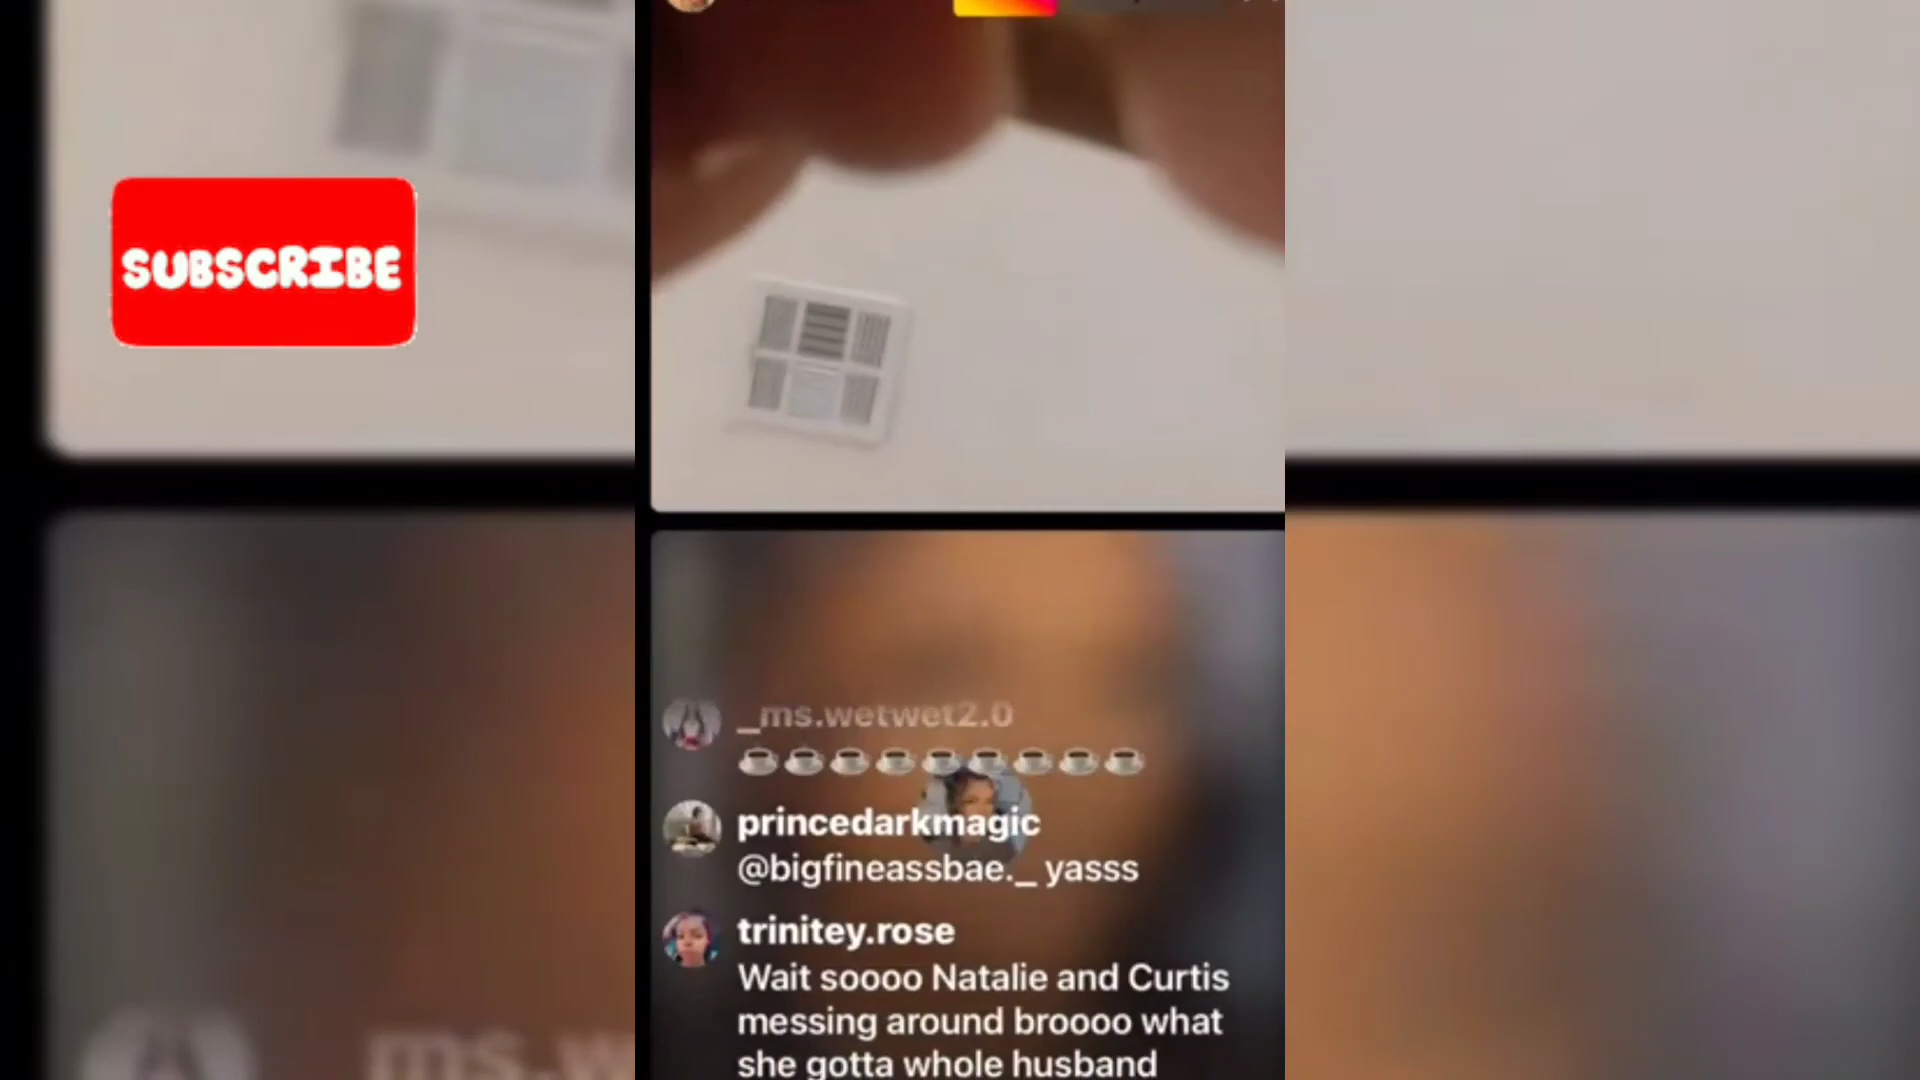 SUBSCRIBE
_ms.wetwet2.0
☕☕☕☕☕☕☕☕☕
princedarkmagic
@bigfineassbae._ yasss
trinitey.rose
Wait soooo Natalie and Curtis
messing around broooo what
she gotta whole husband
ms.w